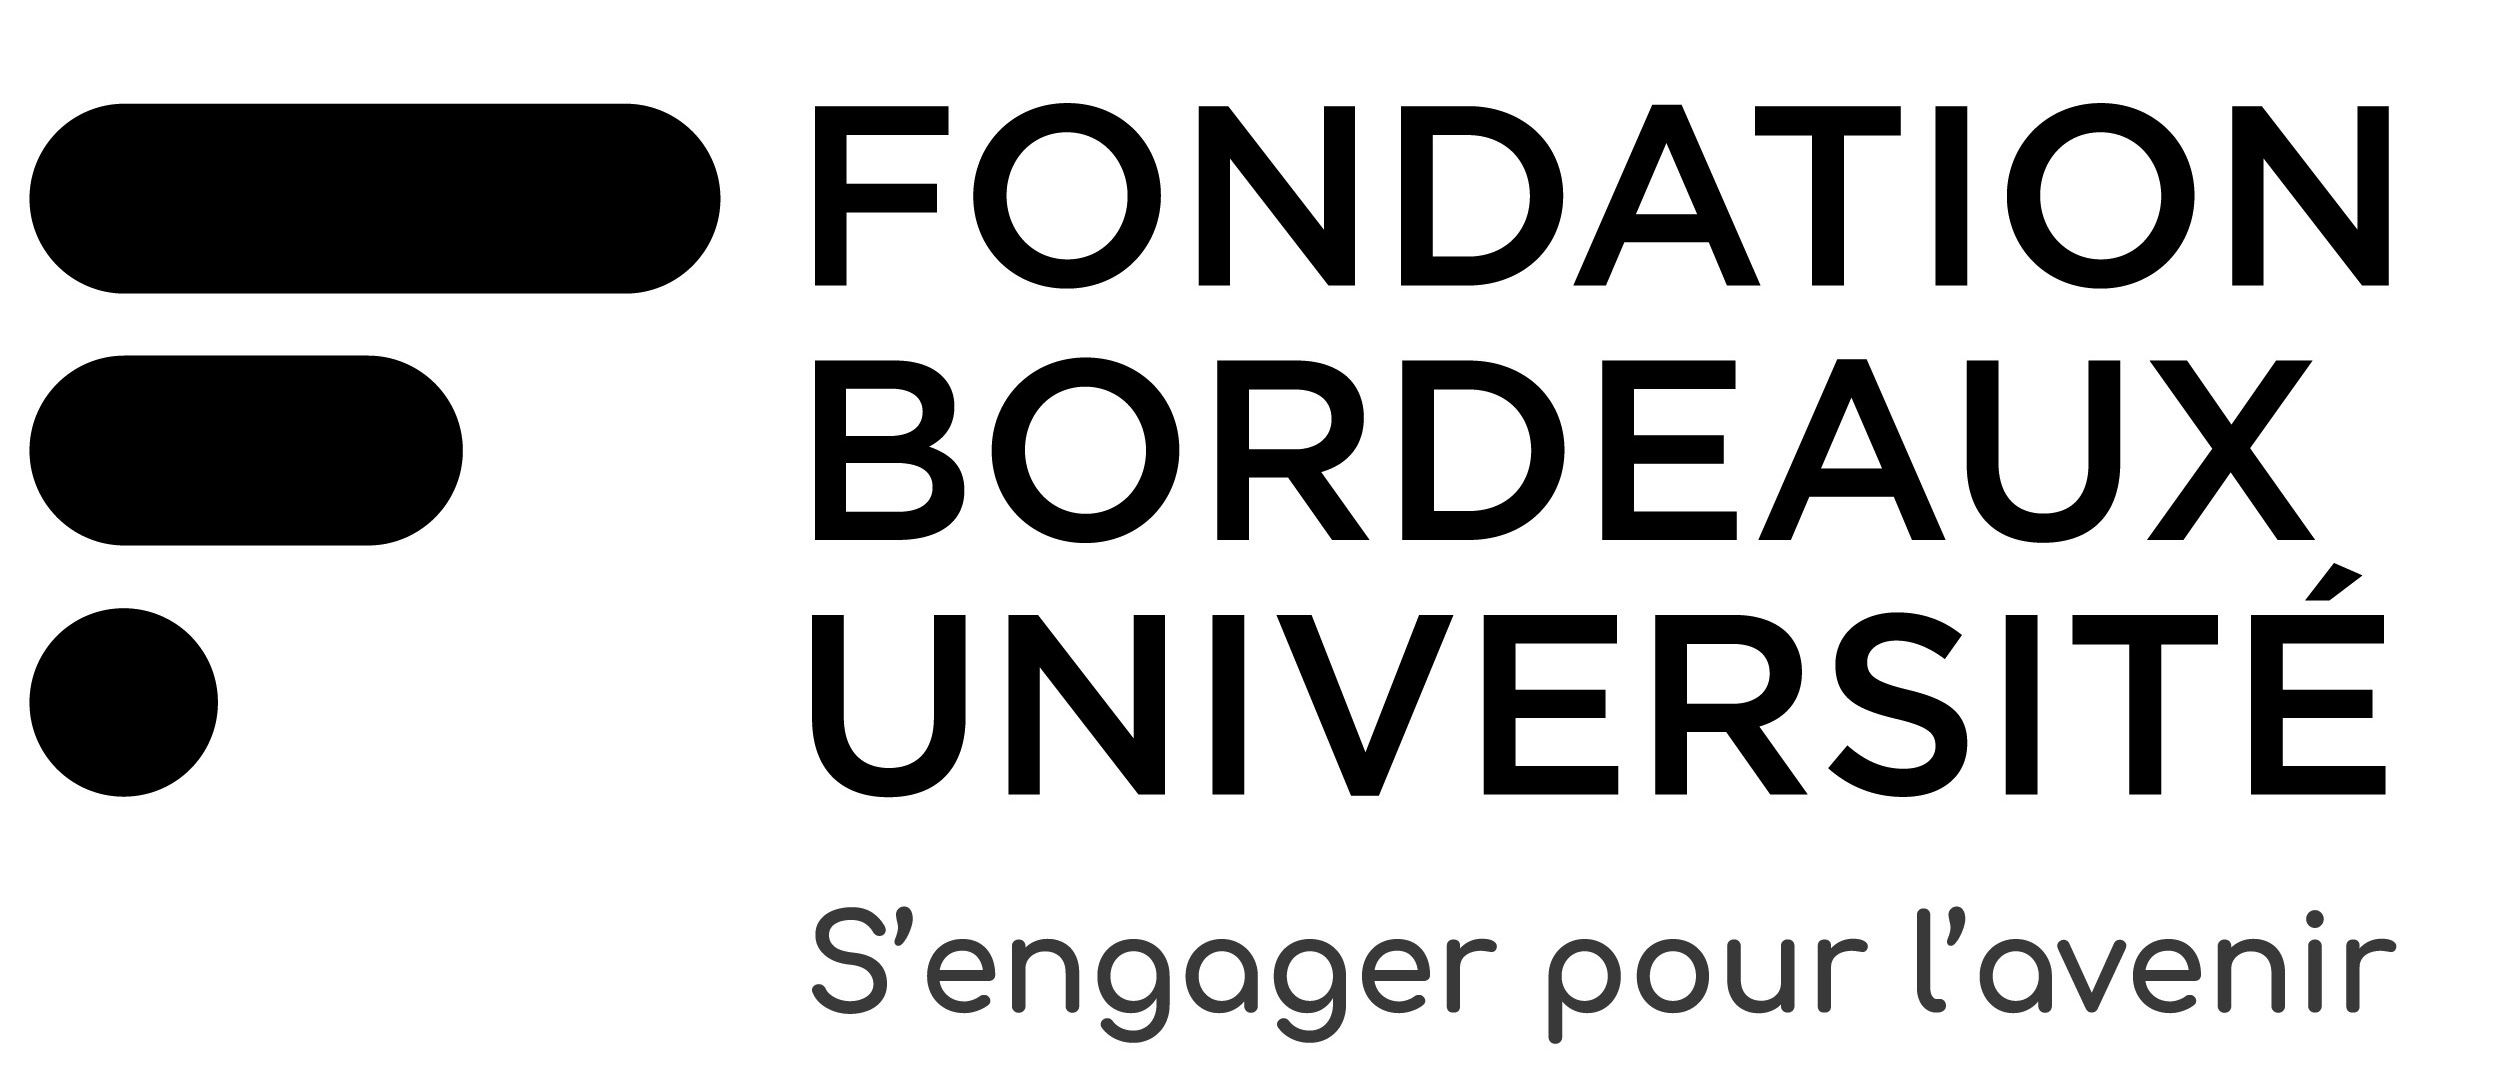 FONDATION
BORDEAUX
UNIVERSITÉ
S'engager pour l'avenir